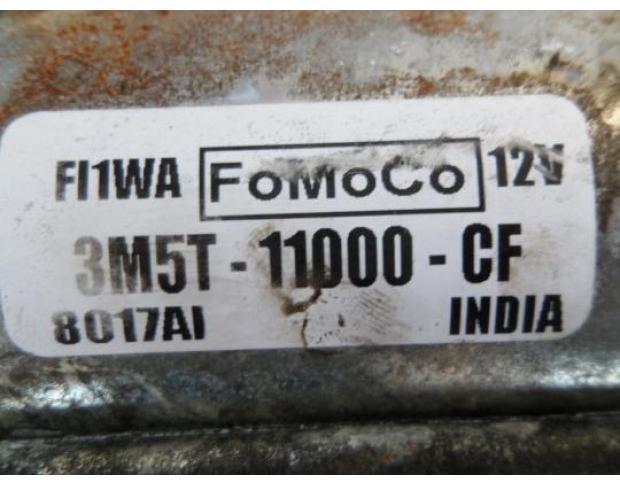 FI1WA FoMoCo 12V
3M5T - 11000 - CF
8017AI INDIA